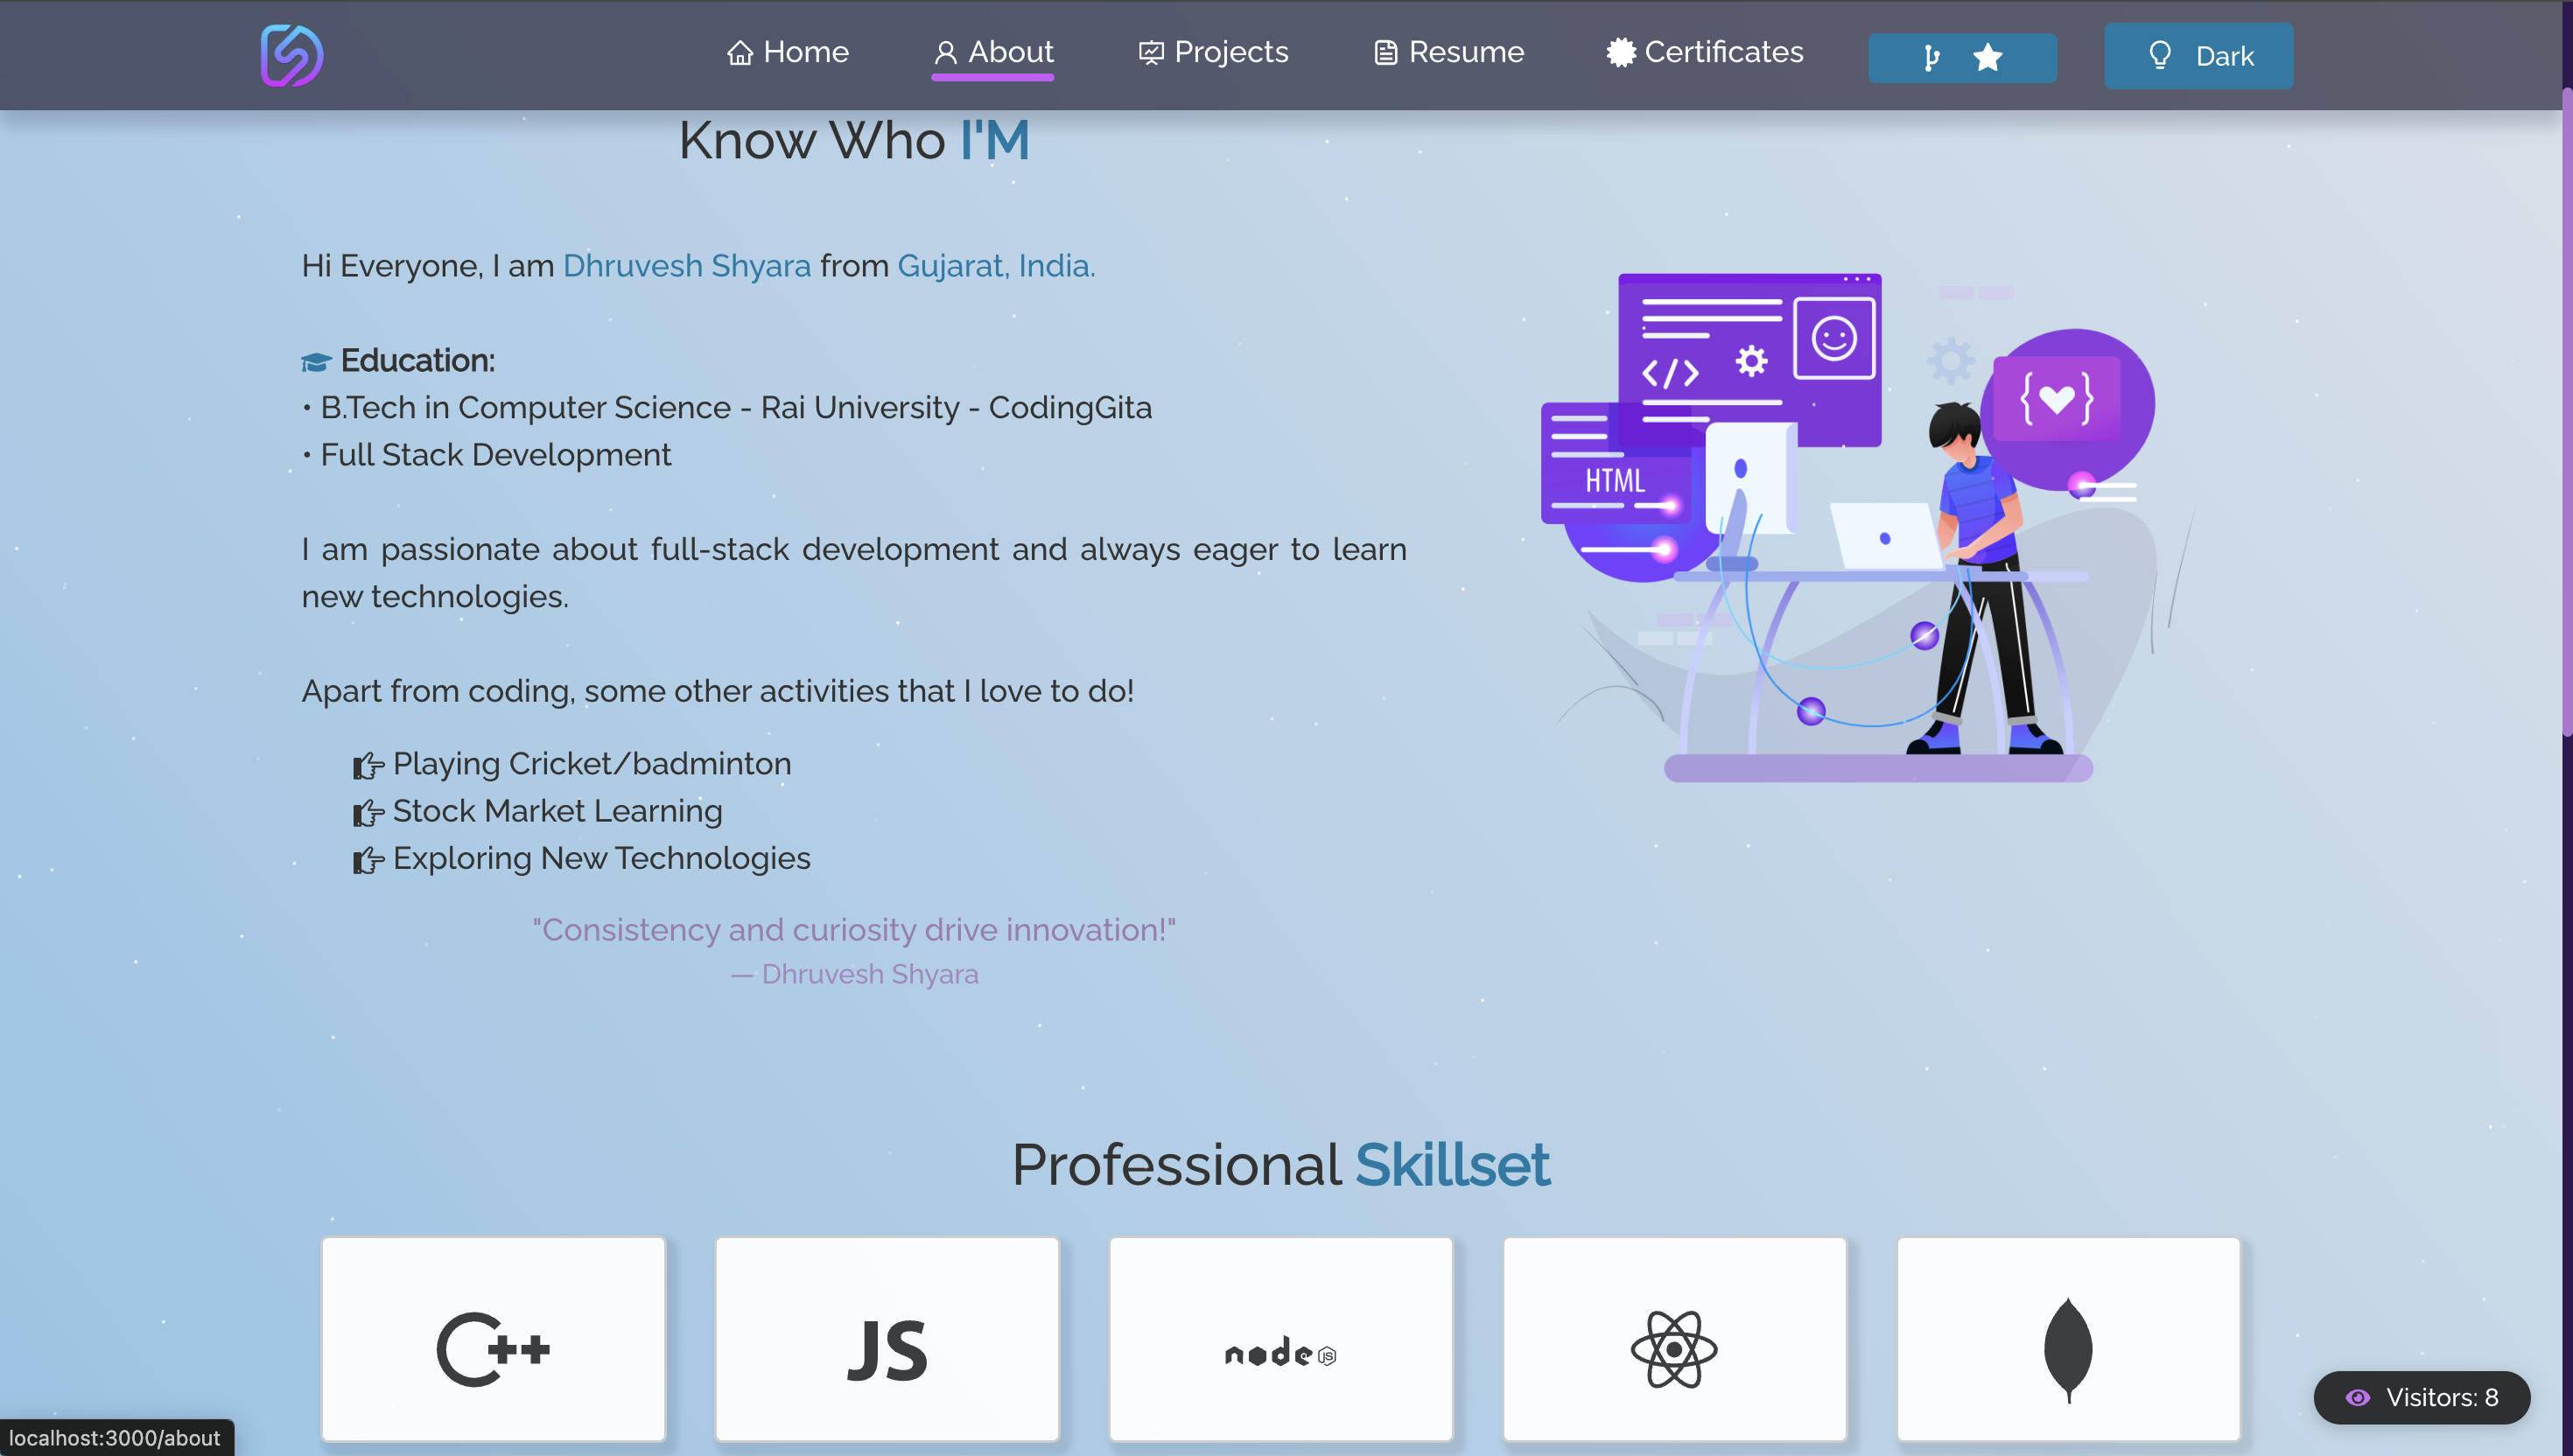 Home About Projects Resume Certificates Dark
Know Who I'M
Hi Everyone, I am Dhruvesh Shyara from Gujarat, India.
Education:
• B.Tech in Computer Science - Rai University - CodingGita
• Full Stack Development
I am passionate about full-stack development and always eager to learn
new technologies.
Apart from coding, some other activities that I love to do!
Playing Cricket/badminton
Stock Market Learning
Exploring New Technologies
"Consistency and curiosity drive innovation!"
— Dhruvesh Shyara
HTML
Professional Skillset
C++
JS
node JS
Visitors: 8
localhost:3000/about